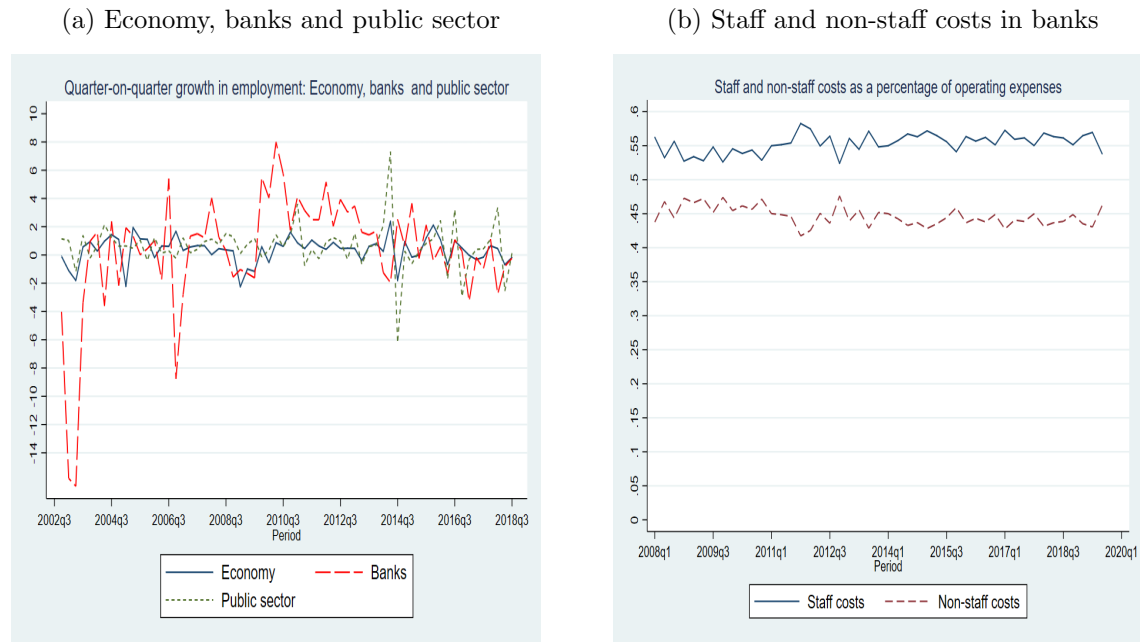 (a) Economy, banks and public sector
Quarter-on-quarter growth in employment: Economy, banks and public sector
10
8
6
4
2
0
-2
-4
-6
-8
-10
-12
-14
2002q3 2004q3 2006q3 2008q3 2010q3 2012q3 2014q3 2016q3 2018q3
Period
Economy Banks
Public sector
(b) Staff and non-staff costs in banks
Staff and non-staff costs as a percentage of operating expenses
.6
.55
.5
.45
.4
.35
.3
.25
.2
.15
.1
.05
0
2008q1 2009q3 2011q1 2012q3 2014q1 2015q3 2017q1 2018q3 2020q1
Period
Staff costs Non-staff costs